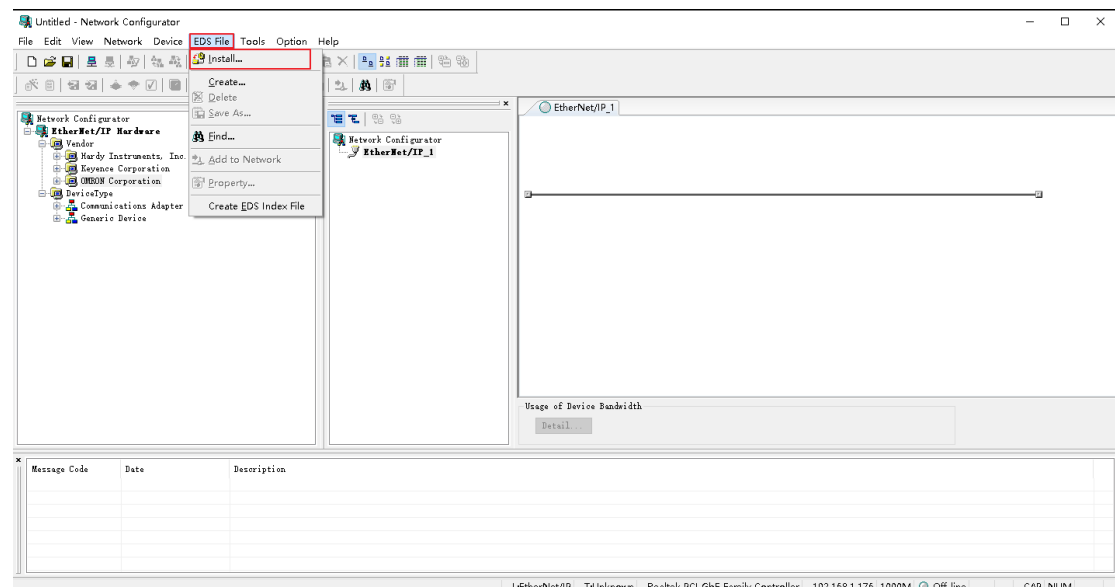 Untitled - Network Configurator
File Edit View Network Device EDS File Tools Option Help
Install...
Create...
Delete
Save As...
Find...
Add to Network
Property...
Create EDS Index File
Network Configurator
EtherNet/IP Hardware
Vendor
Hardy Instruments, Inc.
Keyence Corporation
OMRON Corporation
DeviceType
Communications Adapter
Generic Device
Network Configurator
EtherNet/IP_1
EtherNet/IP_1
Usage of Device Bandwidth
Detail...
Message Code Date Description
EtherNet/IP T:Unknown Realtek PCI GbE Family Controller 192.168.1.176 1000M Off-line CAP NUM